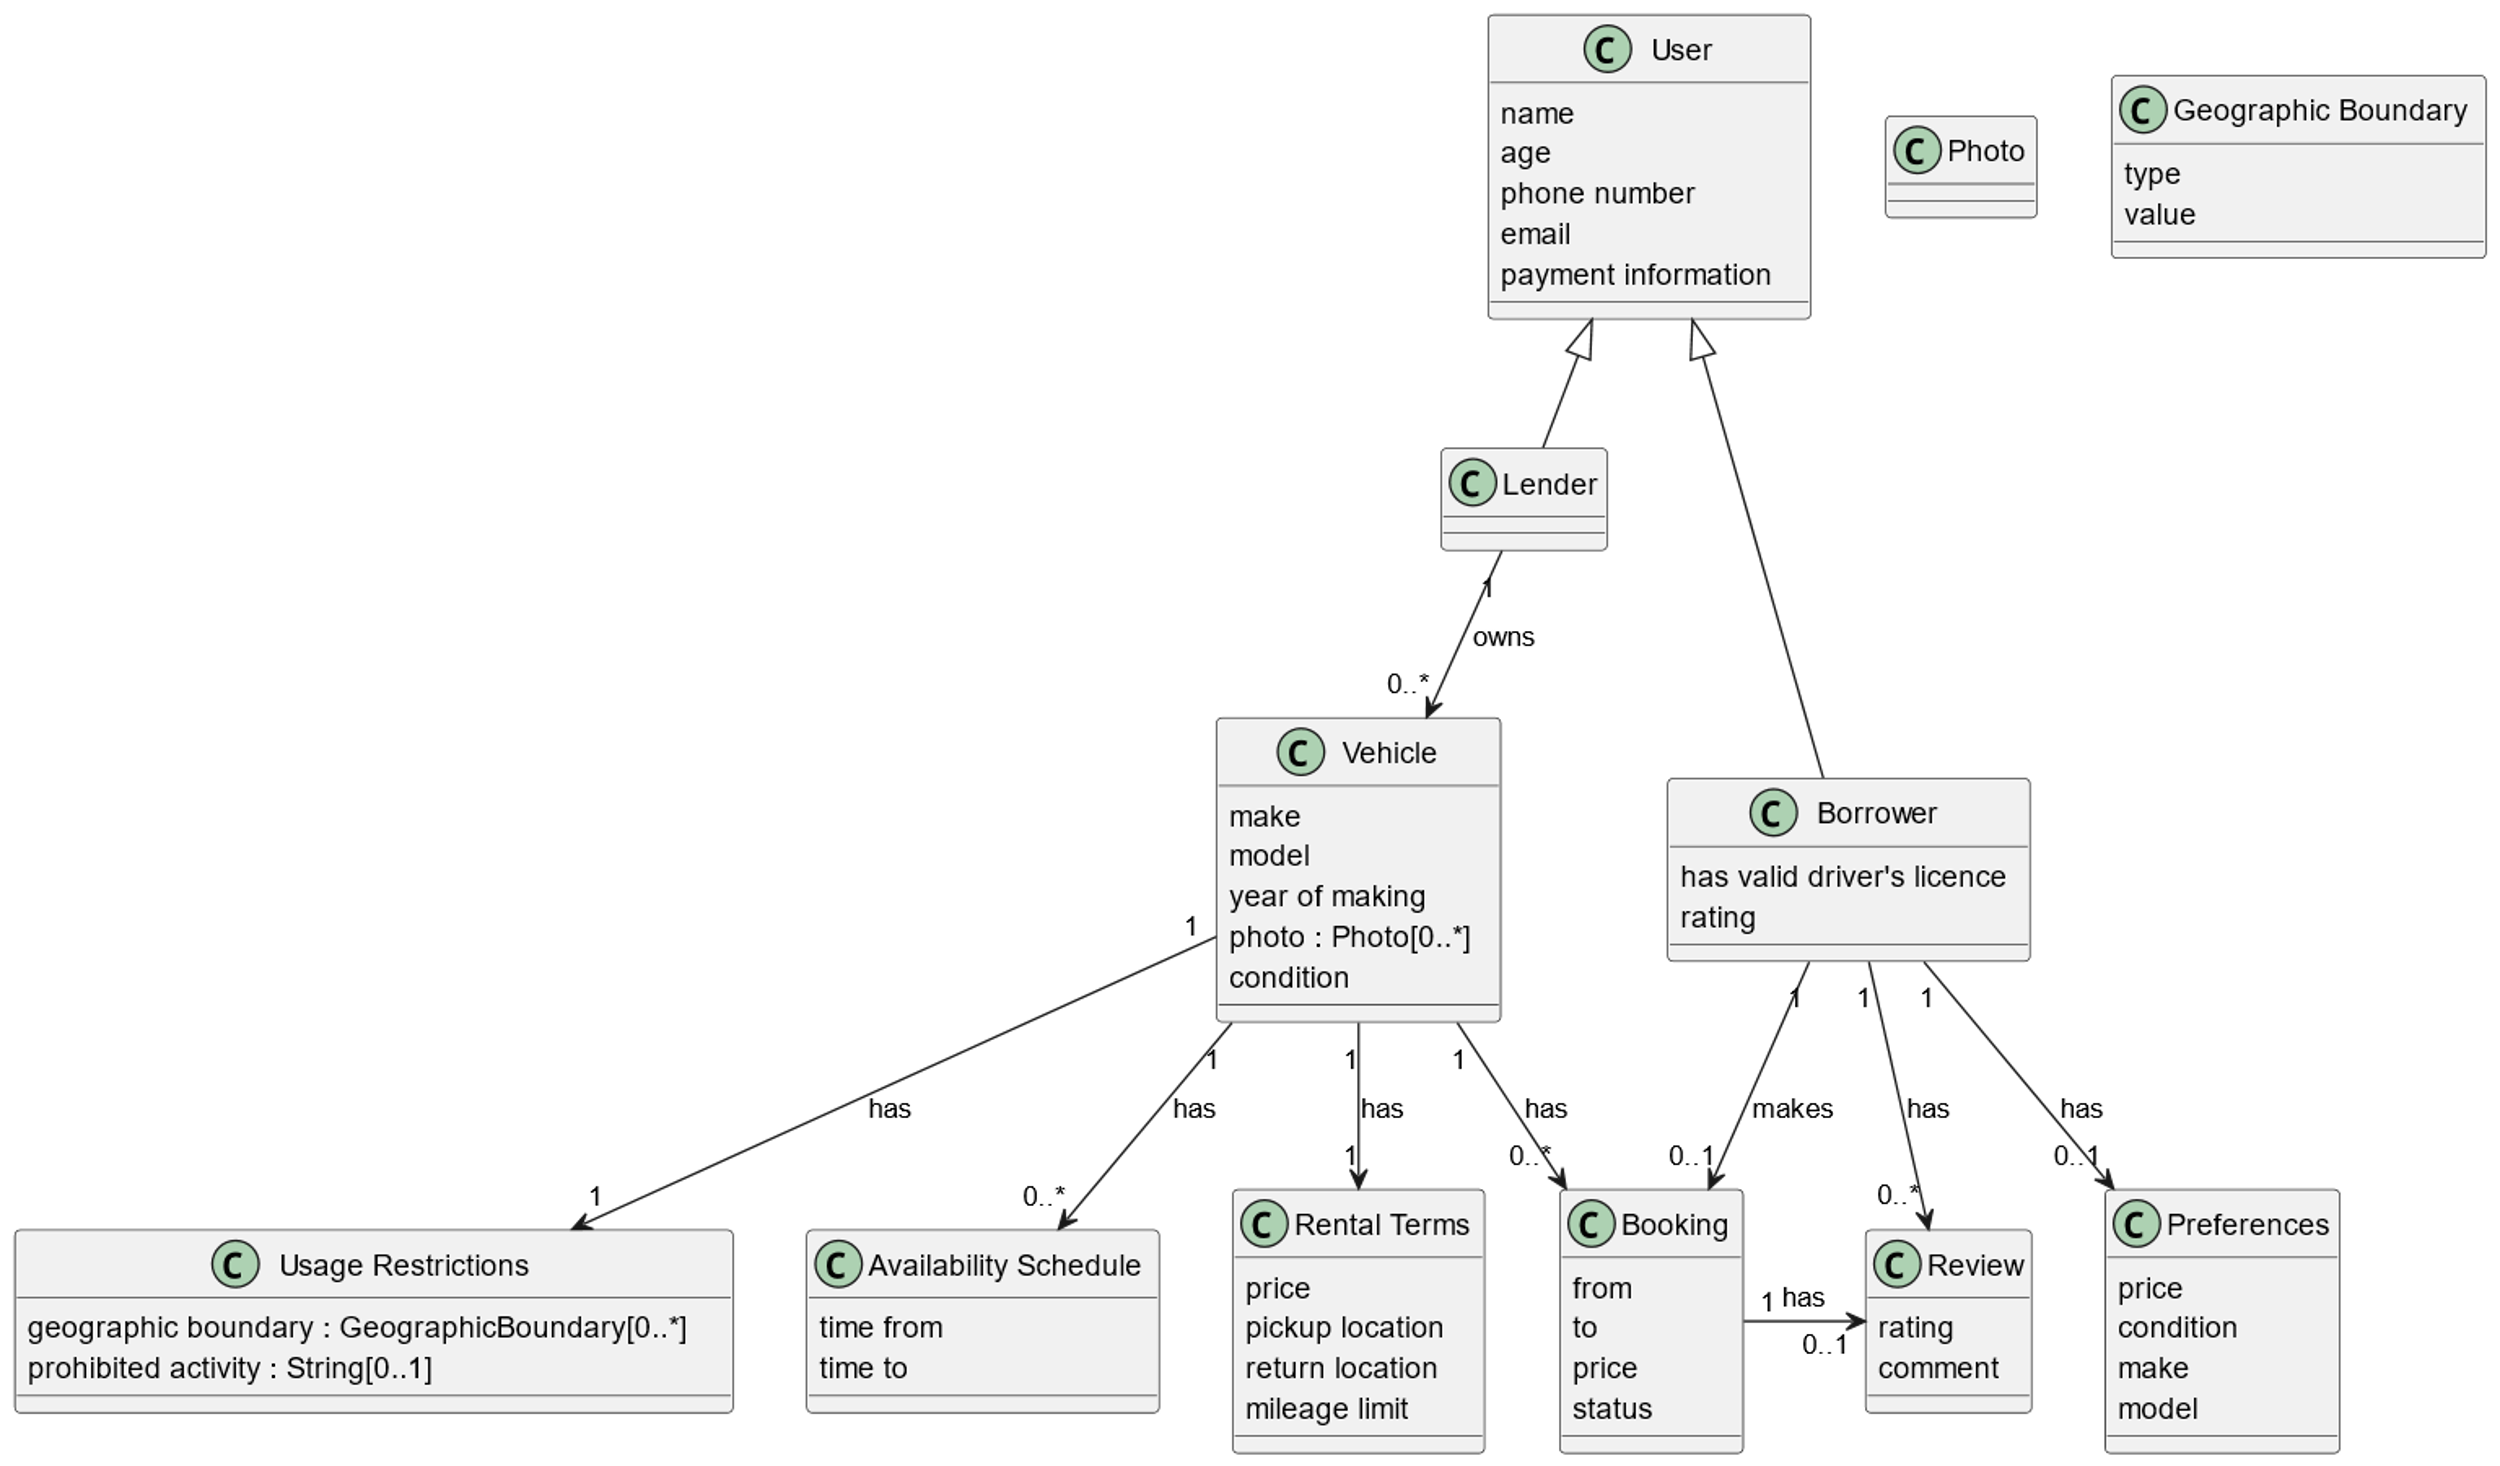 C User
name
age
phone number
email
payment information
C Photo
C Geographic Boundary
type
value
C Lender
1
owns
0..*
C Vehicle
make
model
year of making
photo : Photo[0..*]
condition
C Borrower
has valid driver's licence
rating
1
has
1
1
has
0..*
1
has
1
1
has
0..*
1
makes
0..1
1
has
0..*
1
has
0..1
C Usage Restrictions
geographic boundary : GeographicBoundary[0..*]
prohibited activity : String[0..1]
C Availability Schedule
time from
time to
C Rental Terms
price
pickup location
return location
mileage limit
C Booking
from
to
price
status
1 has
0..1
C Review
rating
comment
C Preferences
price
condition
make
model